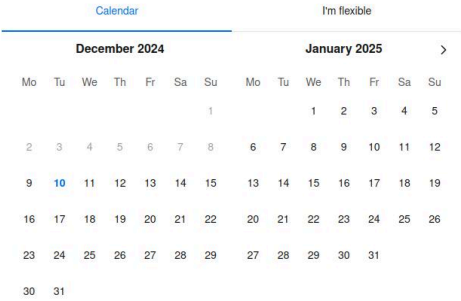 Calendar I'm flexible
December 2024 January 2025
Mo Tu We Th Fr Sa Su Mo Tu We Th Fr Sa Su
1 1 2 3 4 5
2 3 4 5 6 7 8 6 7 8 9 10 11 12
9 10 11 12 13 14 15 13 14 15 16 17 18 19
16 17 18 19 20 21 22 20 21 22 23 24 25 26
23 24 25 26 27 28 29 27 28 29 30 31
30 31